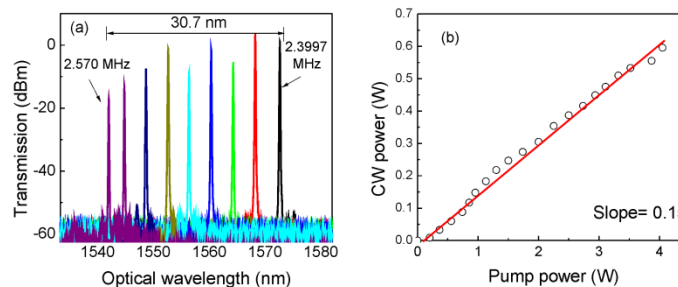 (a)
30.7 nm
2.570 MHz
2.3997
MHz
Transmission (dBm)
0
-20
-40
-60
1540
1550
1560
1570
1580
Optical wavelength (nm)
(b)
CW power (W)
0.7
0.6
0.5
0.4
0.3
0.2
0.1
0.0
0
1
2
3
4
Slope= 0.1
Pump power (W)